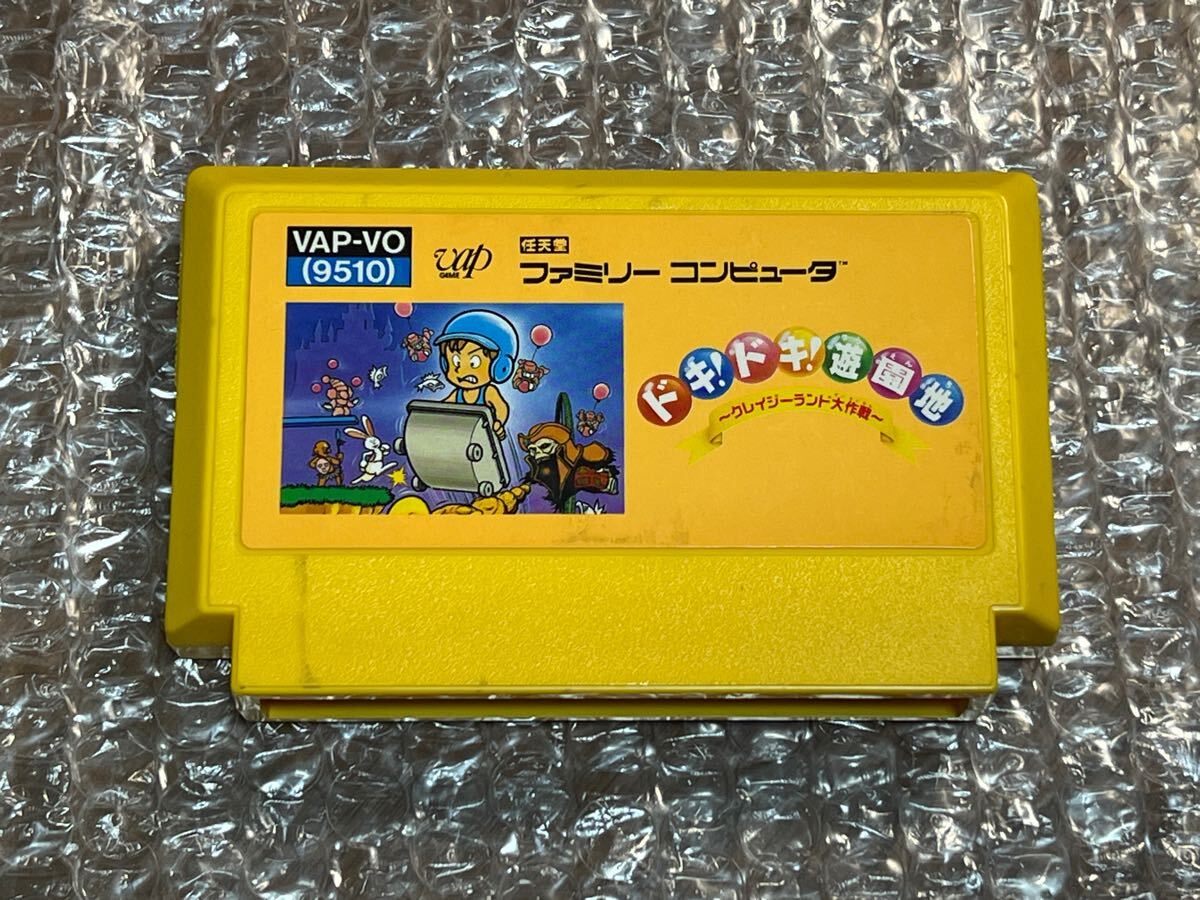 VAP-VO
(9510)
vap
GAME
任天堂
ファミリー コンピュータ™
ドキ!ドキ!遊園地
〜クレイジーランド大作戦〜